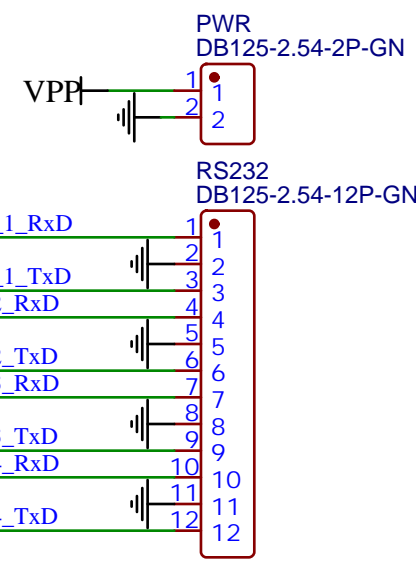 PWR
DB125-2.54-2P-GN
VPP
1 1
2 2
RS232
DB125-2.54-12P-GN
_1_RxD 1 1
2 2
_1_TxD 3 3
_RxD 4 4
5 5
_TxD 6 6
_RxD 7 7
8 8
_TxD 9 9
_RxD 10 10
11 11
_TxD 12 12